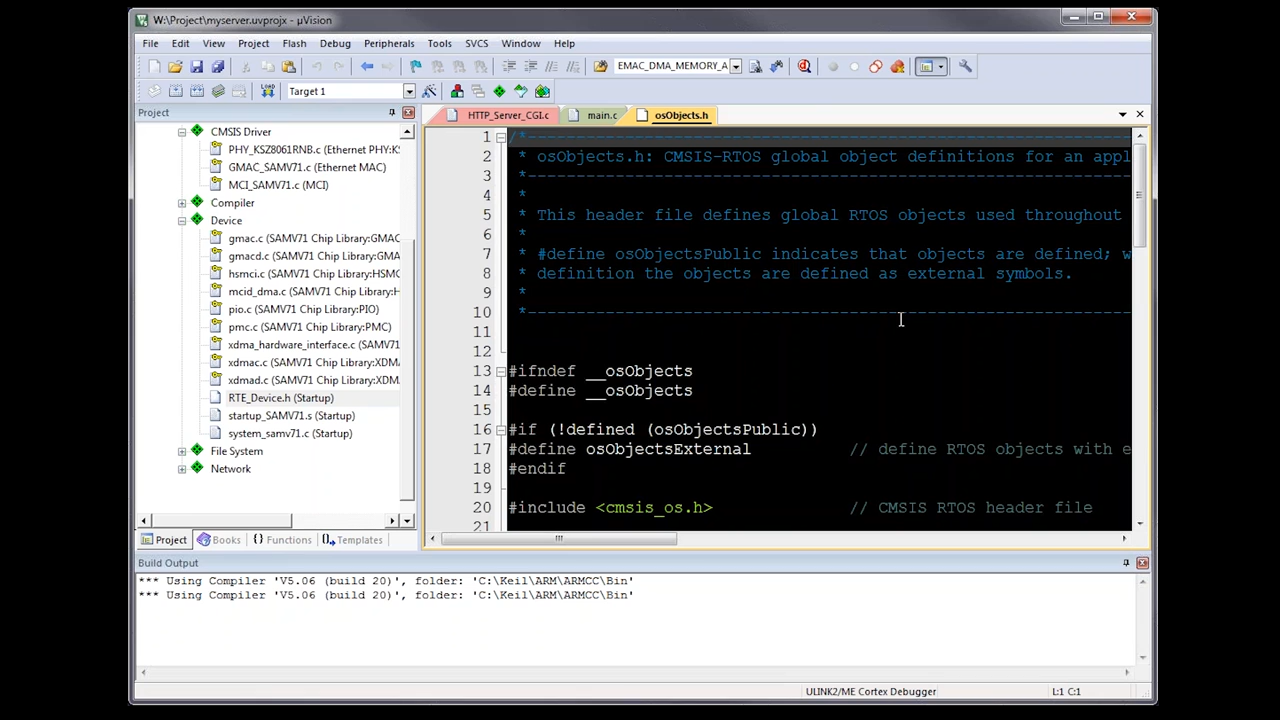 W:\Project\myserver.uvprojx - µVision
File Edit View Project Flash Debug Peripherals Tools SVCS Window Help
EMAC_DMA_MEMORY_A
Target 1
Project
HTTP_Server_CGI.c main.c osObjects.h
CMSIS Driver
PHY_KSZ8061RNB.c (Ethernet PHY:KS
GMAC_SAMV71.c (Ethernet MAC)
MCI_SAMV71.c (MCI)
Compiler
Device
gmac.c (SAMV71 Chip Library:GMAC
gmacd.c (SAMV71 Chip Library:GMA
hsmci.c (SAMV71 Chip Library:HSMC
mcid_dma.c (SAMV71 Chip Library:H
pio.c (SAMV71 Chip Library:PIO)
pmc.c (SAMV71 Chip Library:PMC)
xdma_hardware_interface.c (SAMV71
xdmac.c (SAMV71 Chip Library:XDM
xdmad.c (SAMV71 Chip Library:XDMA
RTE_Device.h (Startup)
startup_SAMV71.s (Startup)
system_samv71.c (Startup)
File System
Network
Project Books Functions Templates
1 /*----------------------------------------------------------------
2 * osObjects.h: CMSIS-RTOS global object definitions for an appl
3 *----------------------------------------------------------------
4 *
5 * This header file defines global RTOS objects used throughout
6 *
7 * #define osObjectsPublic indicates that objects are defined; w
8 * definition the objects are defined as external symbols.
9 *
10 *----------------------------------------------------------------
11
12
13 #ifndef __osObjects
14 #define __osObjects
15
16 #if (!defined (osObjectsPublic))
17 #define osObjectsExternal // define RTOS objects with e
18 #endif
19
20 #include <cmsis_os.h> // CMSIS RTOS header file
21
Build Output
*** Using Compiler 'V5.06 (build 20)', folder: 'C:\Keil\ARM\ARMCC\Bin'
*** Using Compiler 'V5.06 (build 20)', folder: 'C:\Keil\ARM\ARMCC\Bin'
ULINK2/ME Cortex Debugger L:1 C:1